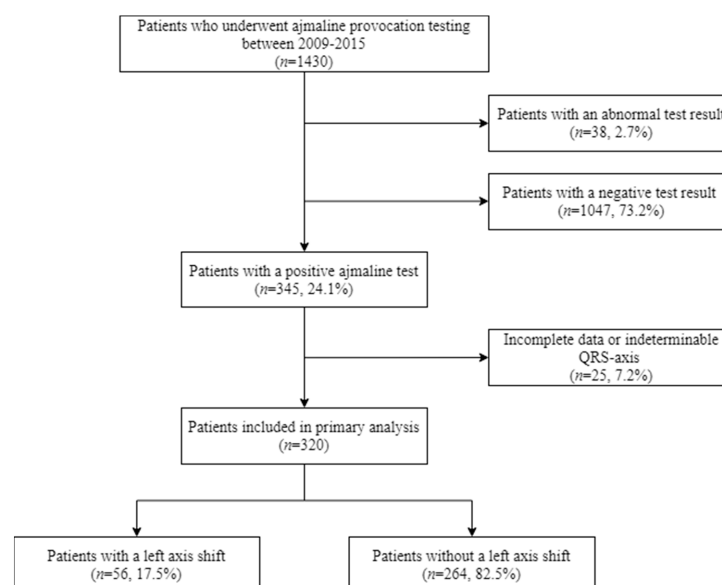 Patients who underwent ajmaline provocation testing
between 2009-2015
(n=1430)
Patients with an abnormal test result
(n=38, 2.7%)
Patients with a negative test result
(n=1047, 73.2%)
Patients with a positive ajmaline test
(n=345, 24.1%)
Incomplete data or indeterminable
QRS-axis
(n=25, 7.2%)
Patients included in primary analysis
(n=320)
Patients with a left axis shift
(n=56, 17.5%)
Patients without a left axis shift
(n=264, 82.5%)